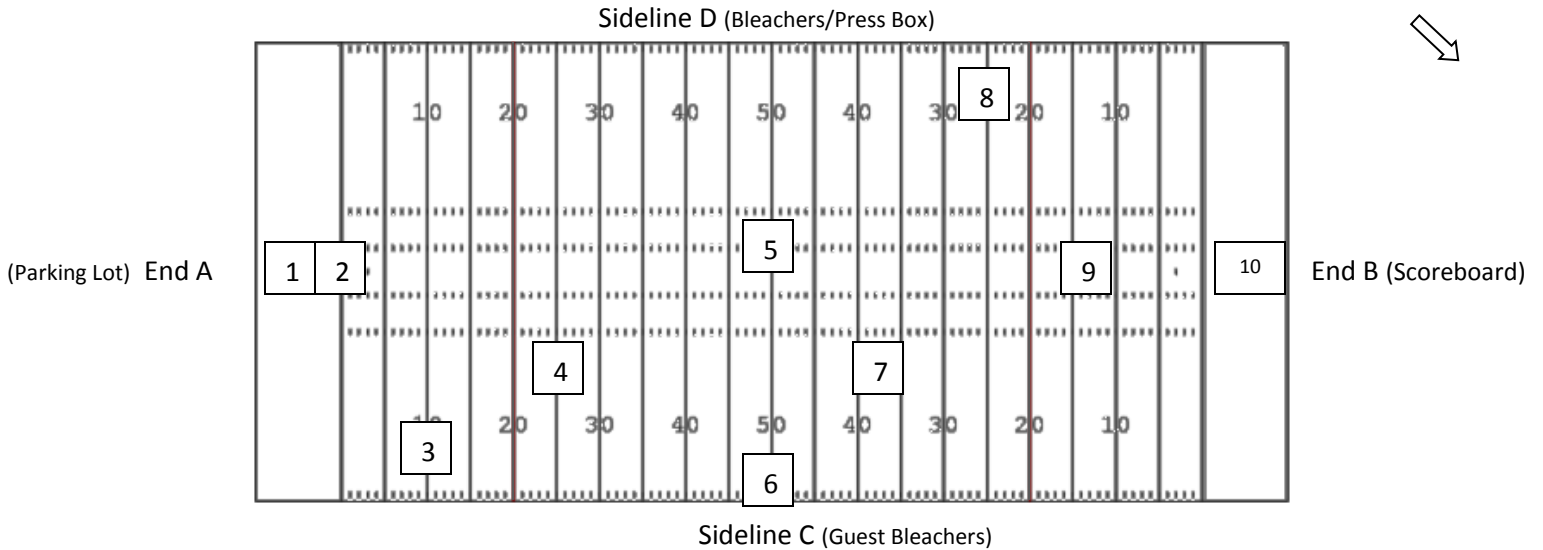 Sideline D (Bleachers/Press Box)
10 20 30 40 50 40 30 8 20 10
5
(Parking Lot) End A 1 2 9 10 End B (Scoreboard)
4 7
10 20 30 40 50 40 30 20 10
3
6
Sideline C (Guest Bleachers)